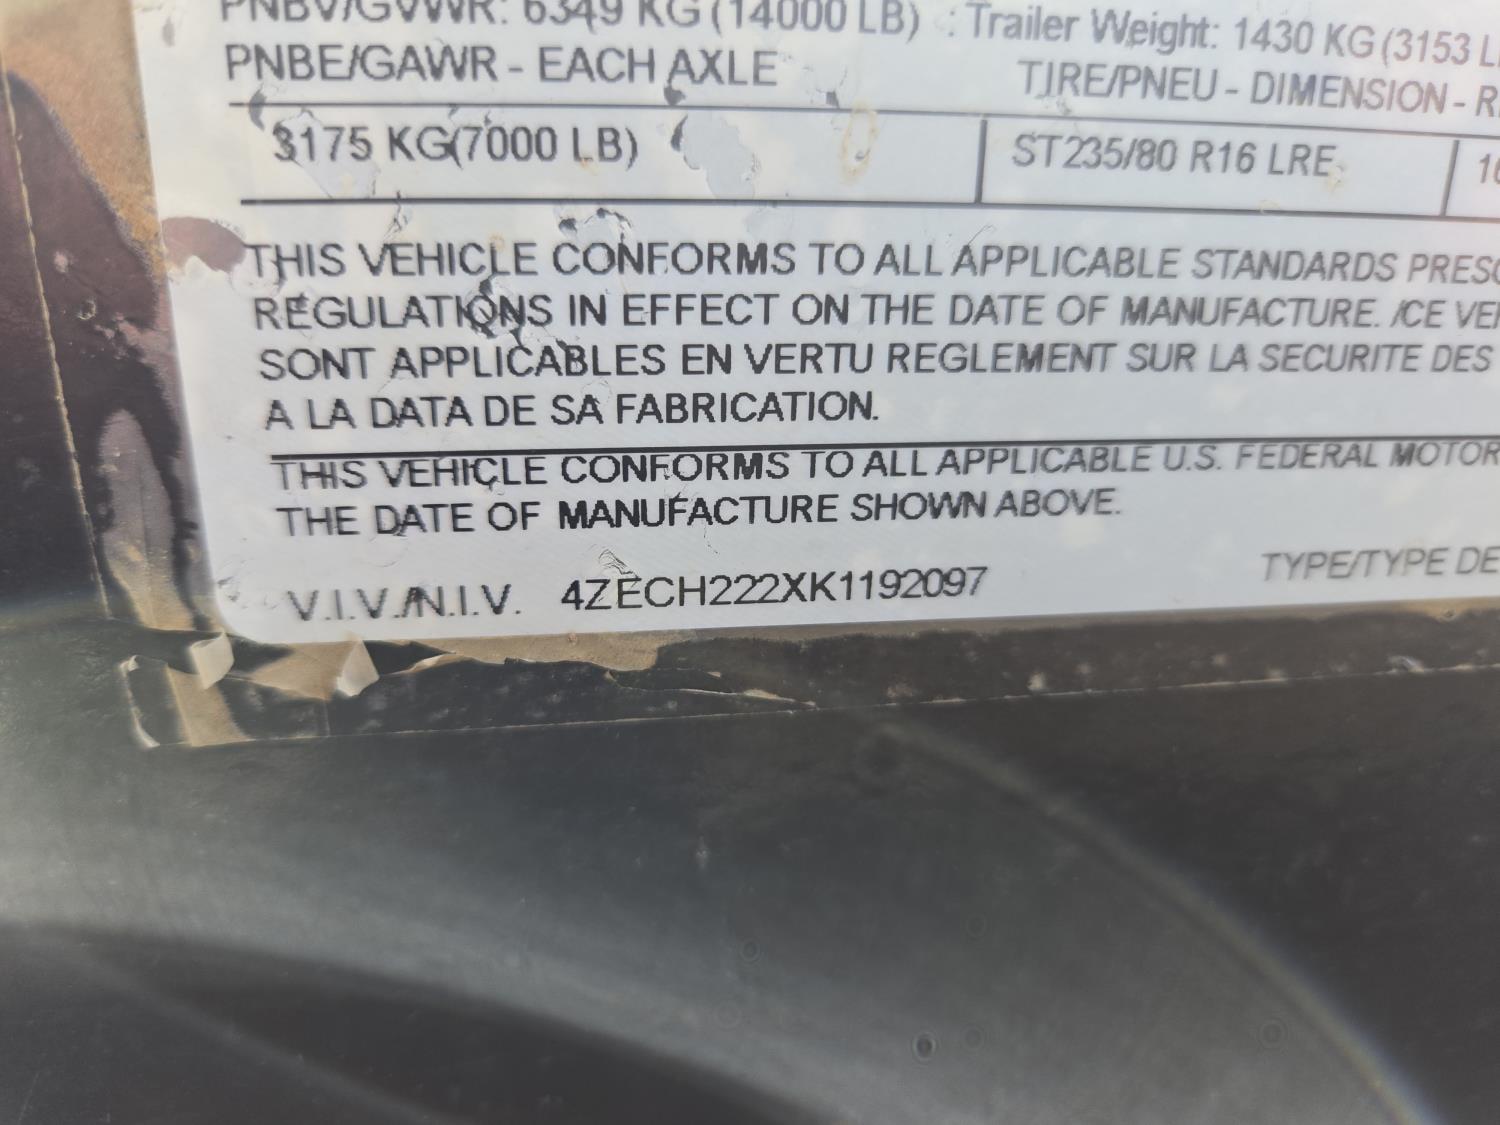 PNBV/GVWR: 6349 KG (14000 LB) : Trailer Weight: 1430 KG (3153 L
PNBE/GAWR - EACH AXLE TIRE/PNEU - DIMENSION - R
3175 KG(7000 LB) ST235/80 R16 LRE 16
THIS VEHICLE CONFORMS TO ALL APPLICABLE STANDARDS PRESC
REGULATIONS IN EFFECT ON THE DATE OF MANUFACTURE. /CE VE
SONT APPLICABLES EN VERTU REGLEMENT SUR LA SECURITE DES
A LA DATA DE SA FABRICATION.
THIS VEHICLE CONFORMS TO ALL APPLICABLE U.S. FEDERAL MOTOR
THE DATE OF MANUFACTURE SHOWN ABOVE.
V.I.V./N.I.V. 4ZECH222XK1192097 TYPE/TYPE DE